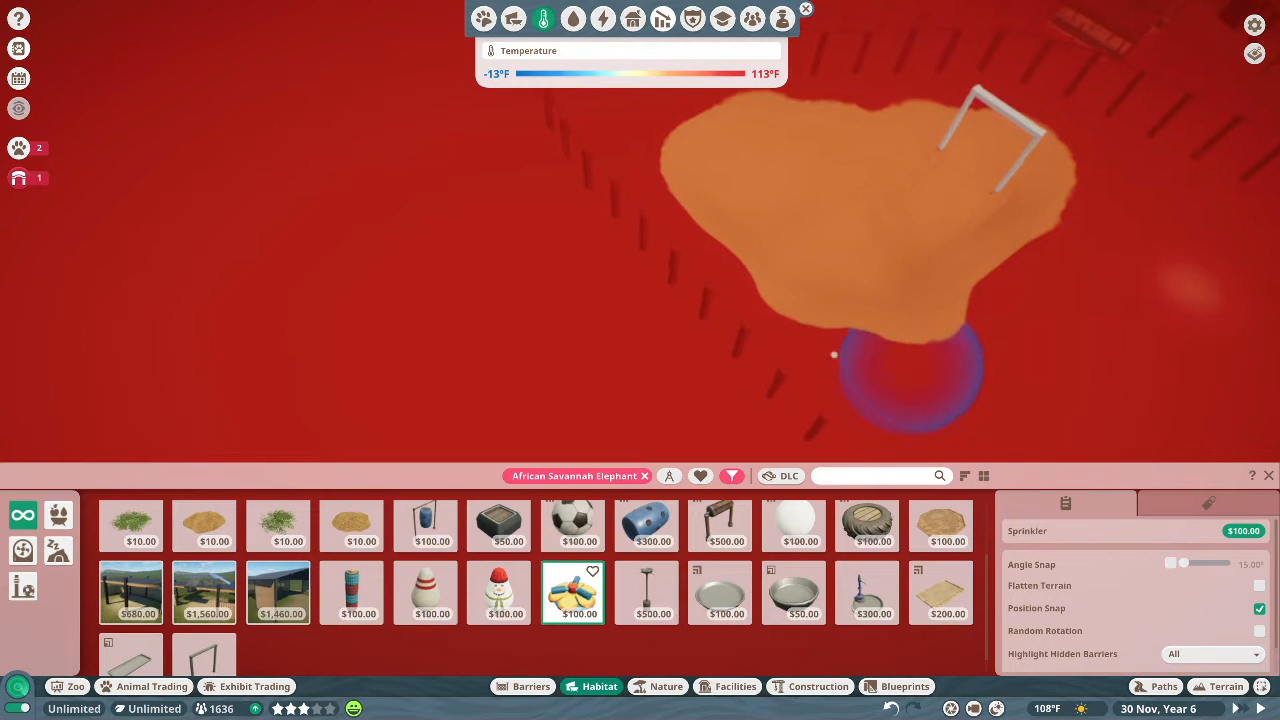 Temperature
-13°F 113°F
2
1
African Savannah Elephant
DLC
$10.00 $10.00 $10.00 $10.00 $100.00 $50.00 $100.00 $300.00 $500.00 $100.00 $100.00 $100.00
$680.00 $1,560.00 $1,460.00 $100.00 $100.00 $100.00 $100.00 $500.00 $100.00 $50.00 $300.00 $200.00
?
Sprinkler $100.00
Angle Snap 15.00°
Flatten Terrain
Position Snap
Random Rotation
Highlight Hidden Barriers All
Zoo Animal Trading Exhibit Trading Barriers Habitat Nature Facilities Construction Blueprints Paths Terrain
Unlimited Unlimited 1636 108°F 30 Nov, Year 6